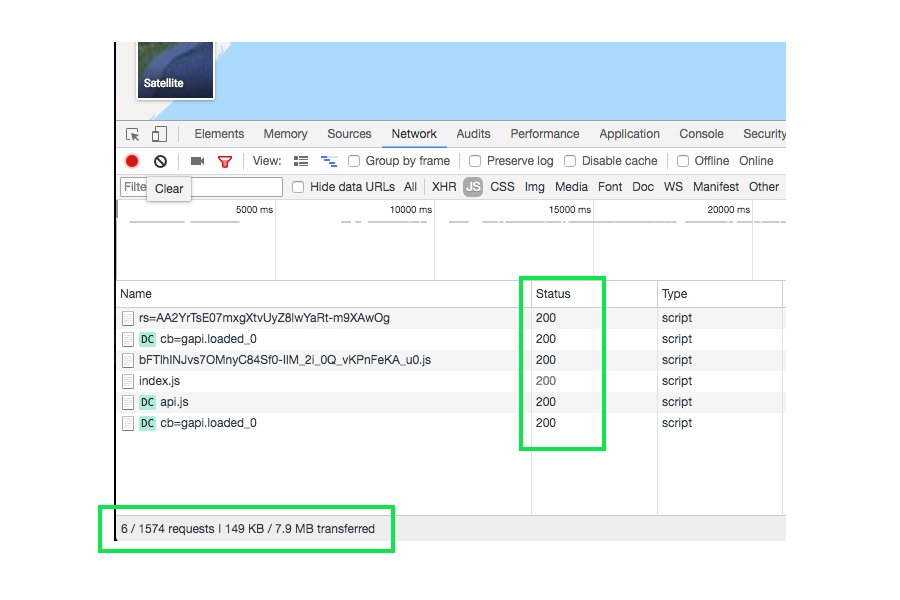 Satellite
Elements Memory Sources Network Audits Performance Application Console Security
View: Group by frame Preserve log Disable cache Offline Online
Filte Hide data URLs All XHR JS CSS Img Media Font Doc WS Manifest Other
Clear
5000 ms 10000 ms 15000 ms 20000 ms
Name Status Type
rs=AA2YrTsE07mxgXtvUyZ8lwYaRt-m9XAwOg 200 script
DC cb=gapi.loaded_0 200 script
bFTlhINJvs7OMnyC84Sf0-IIM_2i_0Q_vKPnFeKA_u0.js 200 script
index.js 200 script
DC api.js 200 script
DC cb=gapi.loaded_0 200 script
6 / 1574 requests | 149 KB / 7.9 MB transferred